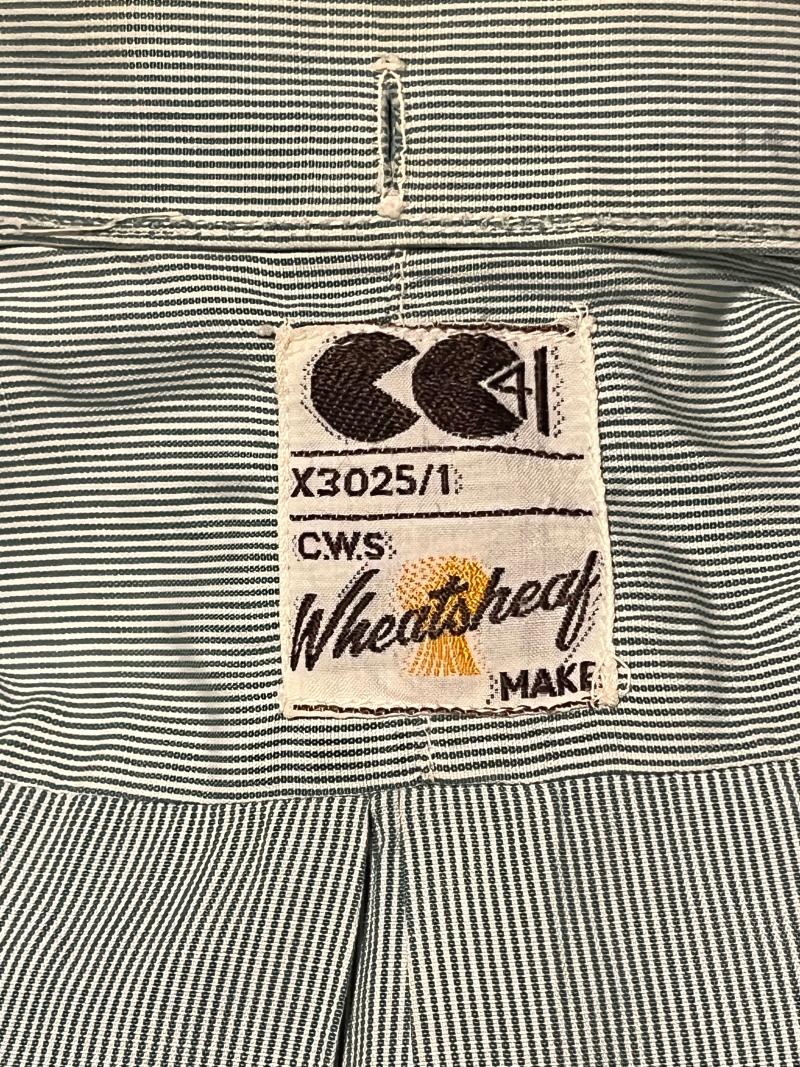 CC41
X3025/1
C.W.S
Wheatsheaf
MAKE